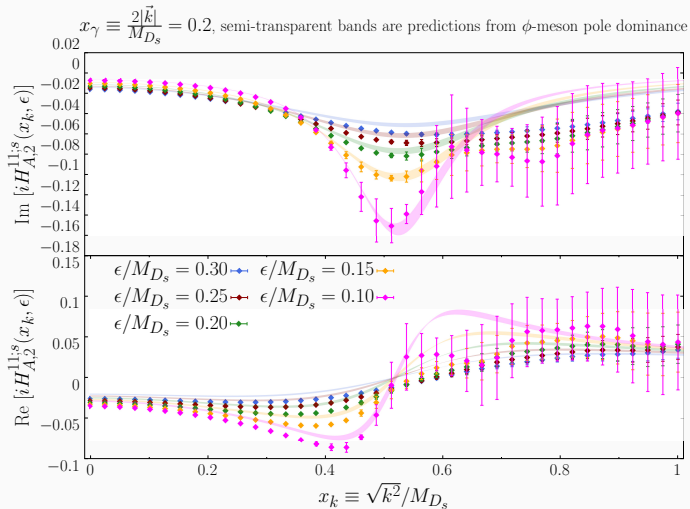 x_γ ≡ 2|k⃗|/M_{D_s} = 0.2, semi-transparent bands are predictions from ϕ-meson pole dominance
0.02
0
−0.02
−0.04
−0.06
−0.08
−0.1
−0.12
−0.14
−0.16
−0.18
Im [iH_{A,2}^{11;s}(x_k, ϵ)]
0.15
0.1
0.05
0
−0.05
−0.1
Re [iH_{A,2}^{11;s}(x_k, ϵ)]
ϵ/M_{D_s} = 0.30 ϵ/M_{D_s} = 0.15
ϵ/M_{D_s} = 0.25 ϵ/M_{D_s} = 0.10
ϵ/M_{D_s} = 0.20
0 0.2 0.4 0.6 0.8 1
x_k ≡ √k²/M_{D_s}